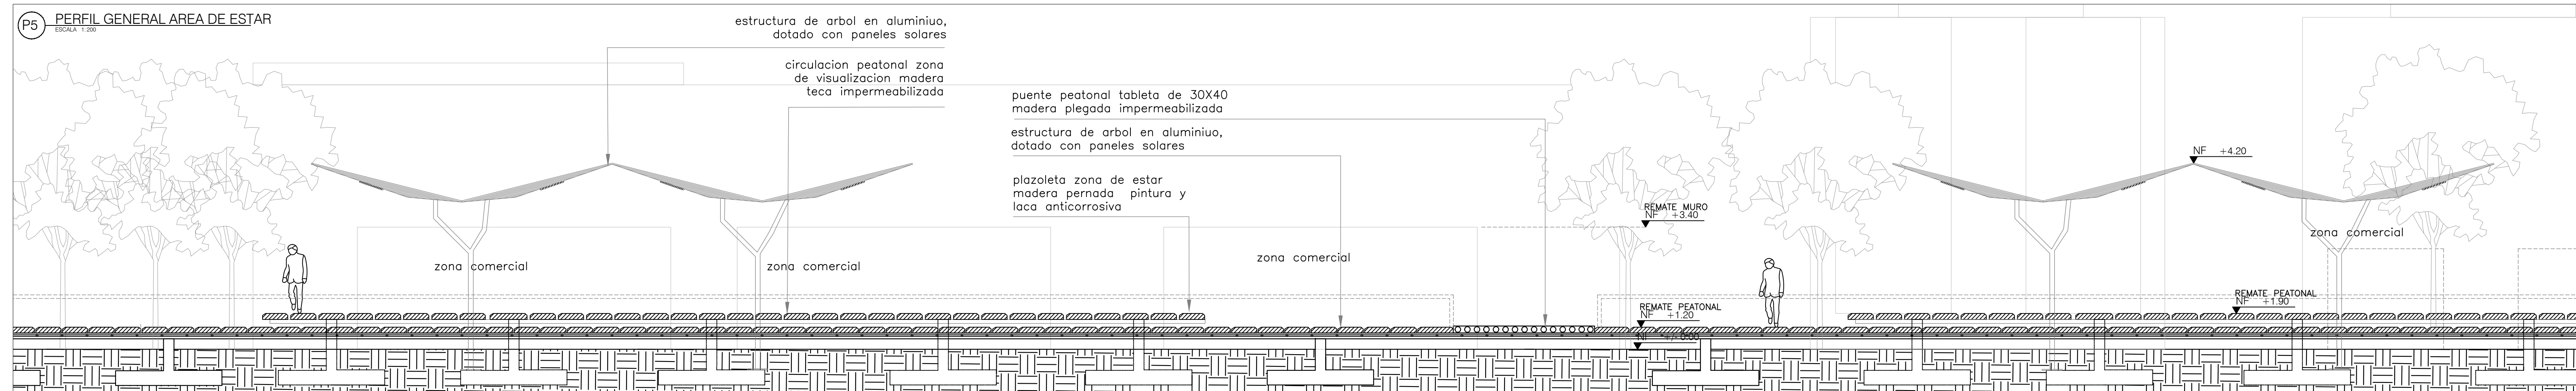 P5
PERFIL GENERAL AREA DE ESTAR
ESCALA 1:200
estructura de arbol en aluminiuo,
dotado con paneles solares
circulacion peatonal zona
de visualizacion madera
teca impermeabilizada
puente peatonal tableta de 30X40
madera plegada impermeabilizada
estructura de arbol en aluminiuo,
dotado con paneles solares
plazoleta zona de estar
madera pernada pintura y
laca anticorrosiva
zona comercial
zona comercial
zona comercial
REMATE MURO
NF +3.40
REMATE PEATONAL
NF +1.20
NF +/- 0.00
NF +4.20
zona comercial
REMATE PEATONAL
NF +1.90